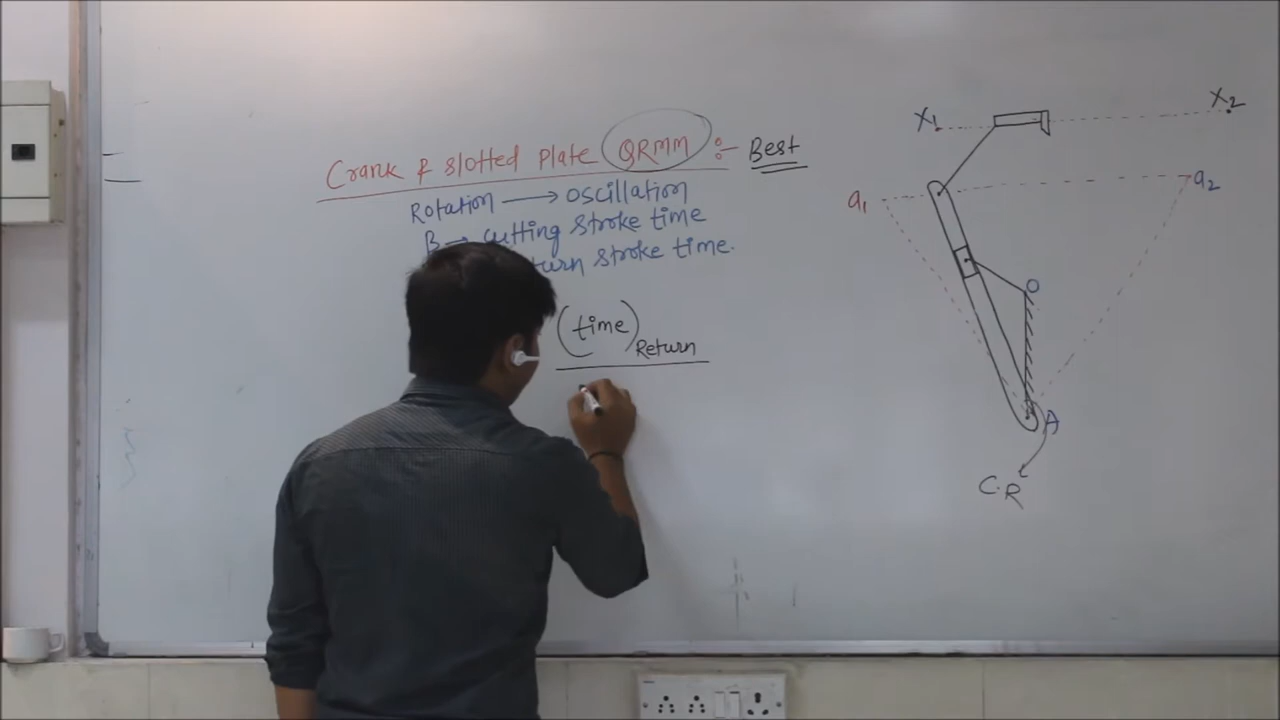 Crank & Slotted Plate QRMM :- Best
Rotation → Oscillation
β → Cutting Stroke time
stroke time.
(time)Return
X1
X2
a1
a2
O
A
C.R